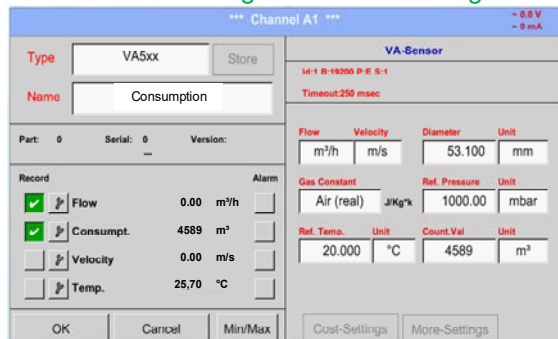 *** Channel A1 ***
~ 0.0 V
~ 0 mA
Type VA5xx Store
Name Consumption
Part: 0 Serial: 0 Version:
---
Record Alarm
Flow 0.00 m³/h
Consumpt. 4589 m³
Velocity 0.00 m/s
Temp. 25,70 °C
OK Cancel Min/Max
VA-Sensor
Id:1 B:19200 P:E S:1
Timeout:250 msec
Flow Velocity Diameter Unit
m³/h m/s 53.100 mm
Gas Constant Ref. Pressure Unit
Air (real) J/Kg*k 1000.00 mbar
Ref. Temp. Unit Count.Val Unit
20.000 °C 4589 m³
Cost-Settings More-Settings